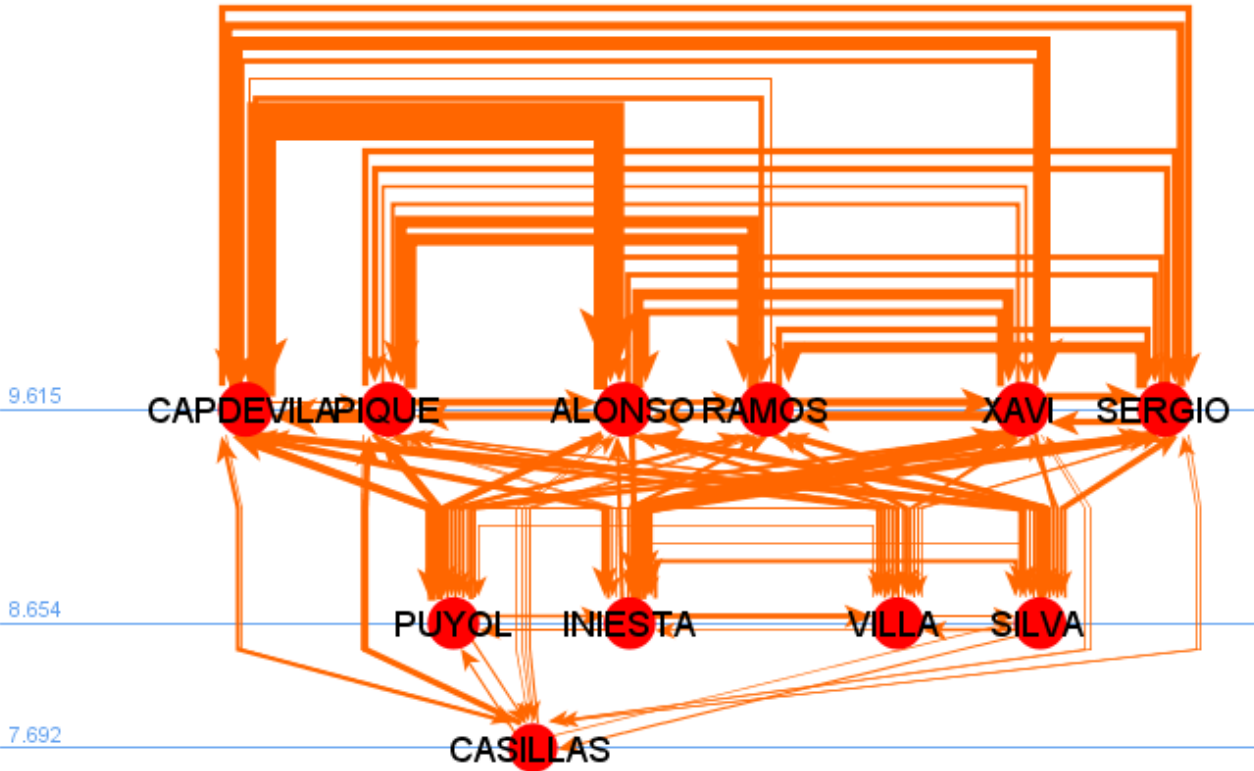 9.615
CAPDEVILA PIQUE ALONSO RAMOS XAVI SERGIO
8.654
PUYOL INIESTA VILLA SILVA
7.692
CASILLAS